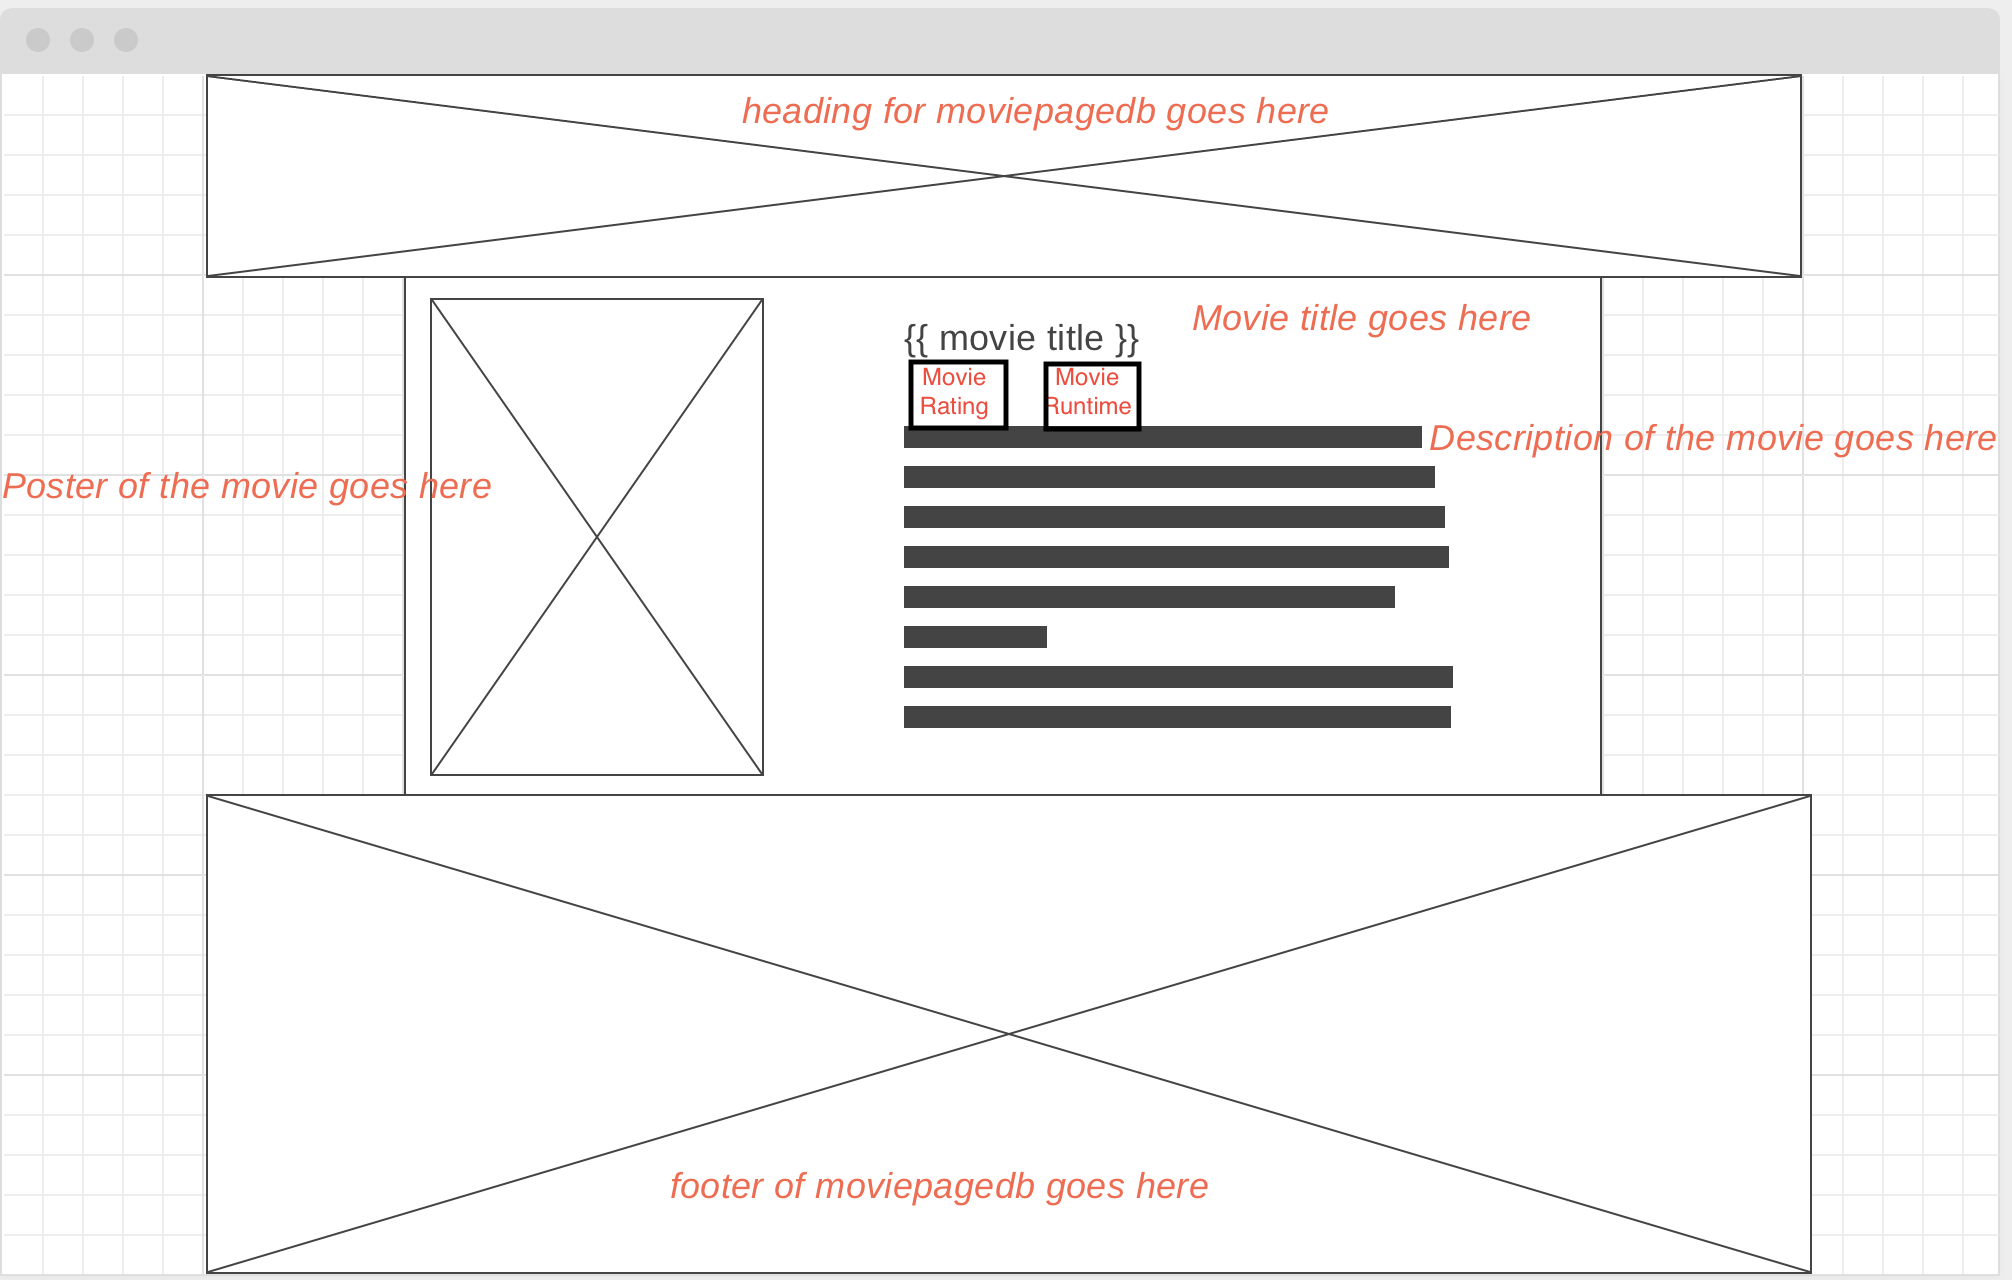 heading for moviepagedb goes here
Movie title goes here
{{ movie title }}
Movie
Rating
Movie
Runtime
Description of the movie goes here
Poster of the movie goes here
footer of moviepagedb goes here